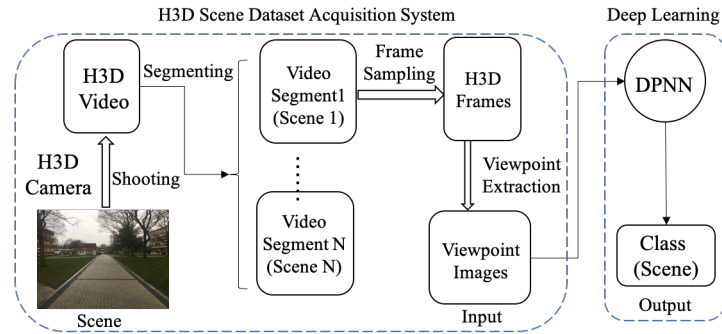 H3D Scene Dataset Acquisition System
Deep Learning
H3D
Video
Segmenting
Video
Segment1
(Scene 1)
Frame
Sampling
H3D
Frames
DPNN
H3D
Camera
Shooting
Viewpoint
Extraction
Video
Segment N
(Scene N)
Viewpoint
Images
Class
(Scene)
Scene
Input
Output